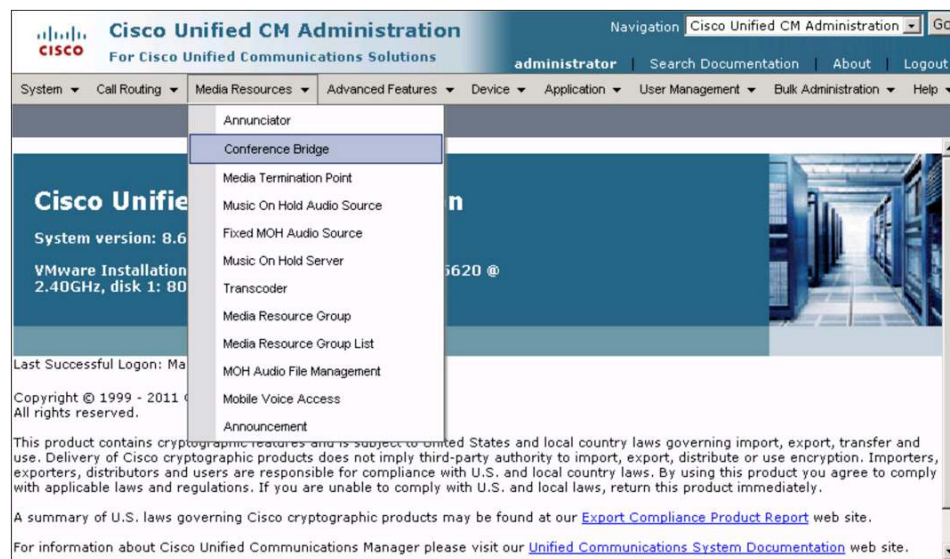 Cisco Unified CM Administration
For Cisco Unified Communications Solutions
Navigation Cisco Unified CM Administration
cisco
administrator | Search Documentation | About | Logout
System Call Routing Media Resources Advanced Features Device Application User Management Bulk Administration Help
Annunciator
Conference Bridge
Media Termination Point
Music On Hold Audio Source
Fixed MOH Audio Source
Music On Hold Server
Transcoder
Media Resource Group
Media Resource Group List
MOH Audio File Management
Mobile Voice Access
Announcement
Cisco Unifie n
System version: 8.6
VMware Installation 5620 @
2.40GHz, disk 1: 80
Last Successful Logon: Ma
Copyright © 1999 - 2011
All rights reserved.
This product contains cryptographic features and is subject to United States and local country laws governing import, export, transfer and
use. Delivery of Cisco cryptographic products does not imply third-party authority to import, export, distribute or use encryption. Importers,
exporters, distributors and users are responsible for compliance with U.S. and local country laws. By using this product you agree to comply
with applicable laws and regulations. If you are unable to comply with U.S. and local laws, return this product immediately.
A summary of U.S. laws governing Cisco cryptographic products may be found at our Export Compliance Product Report web site.
For information about Cisco Unified Communications Manager please visit our Unified Communications System Documentation web site.